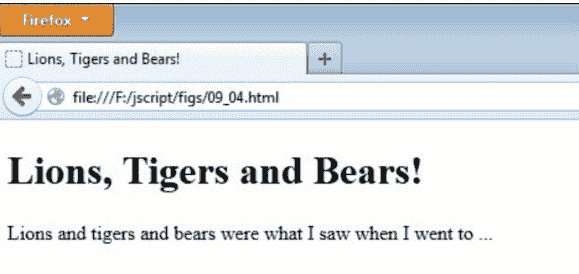 Firefox
Lions, Tigers and Bears!
+
file:///F:/jscript/figs/09_04.html
Lions, Tigers and Bears!
Lions and tigers and bears were what I saw when I went to ...